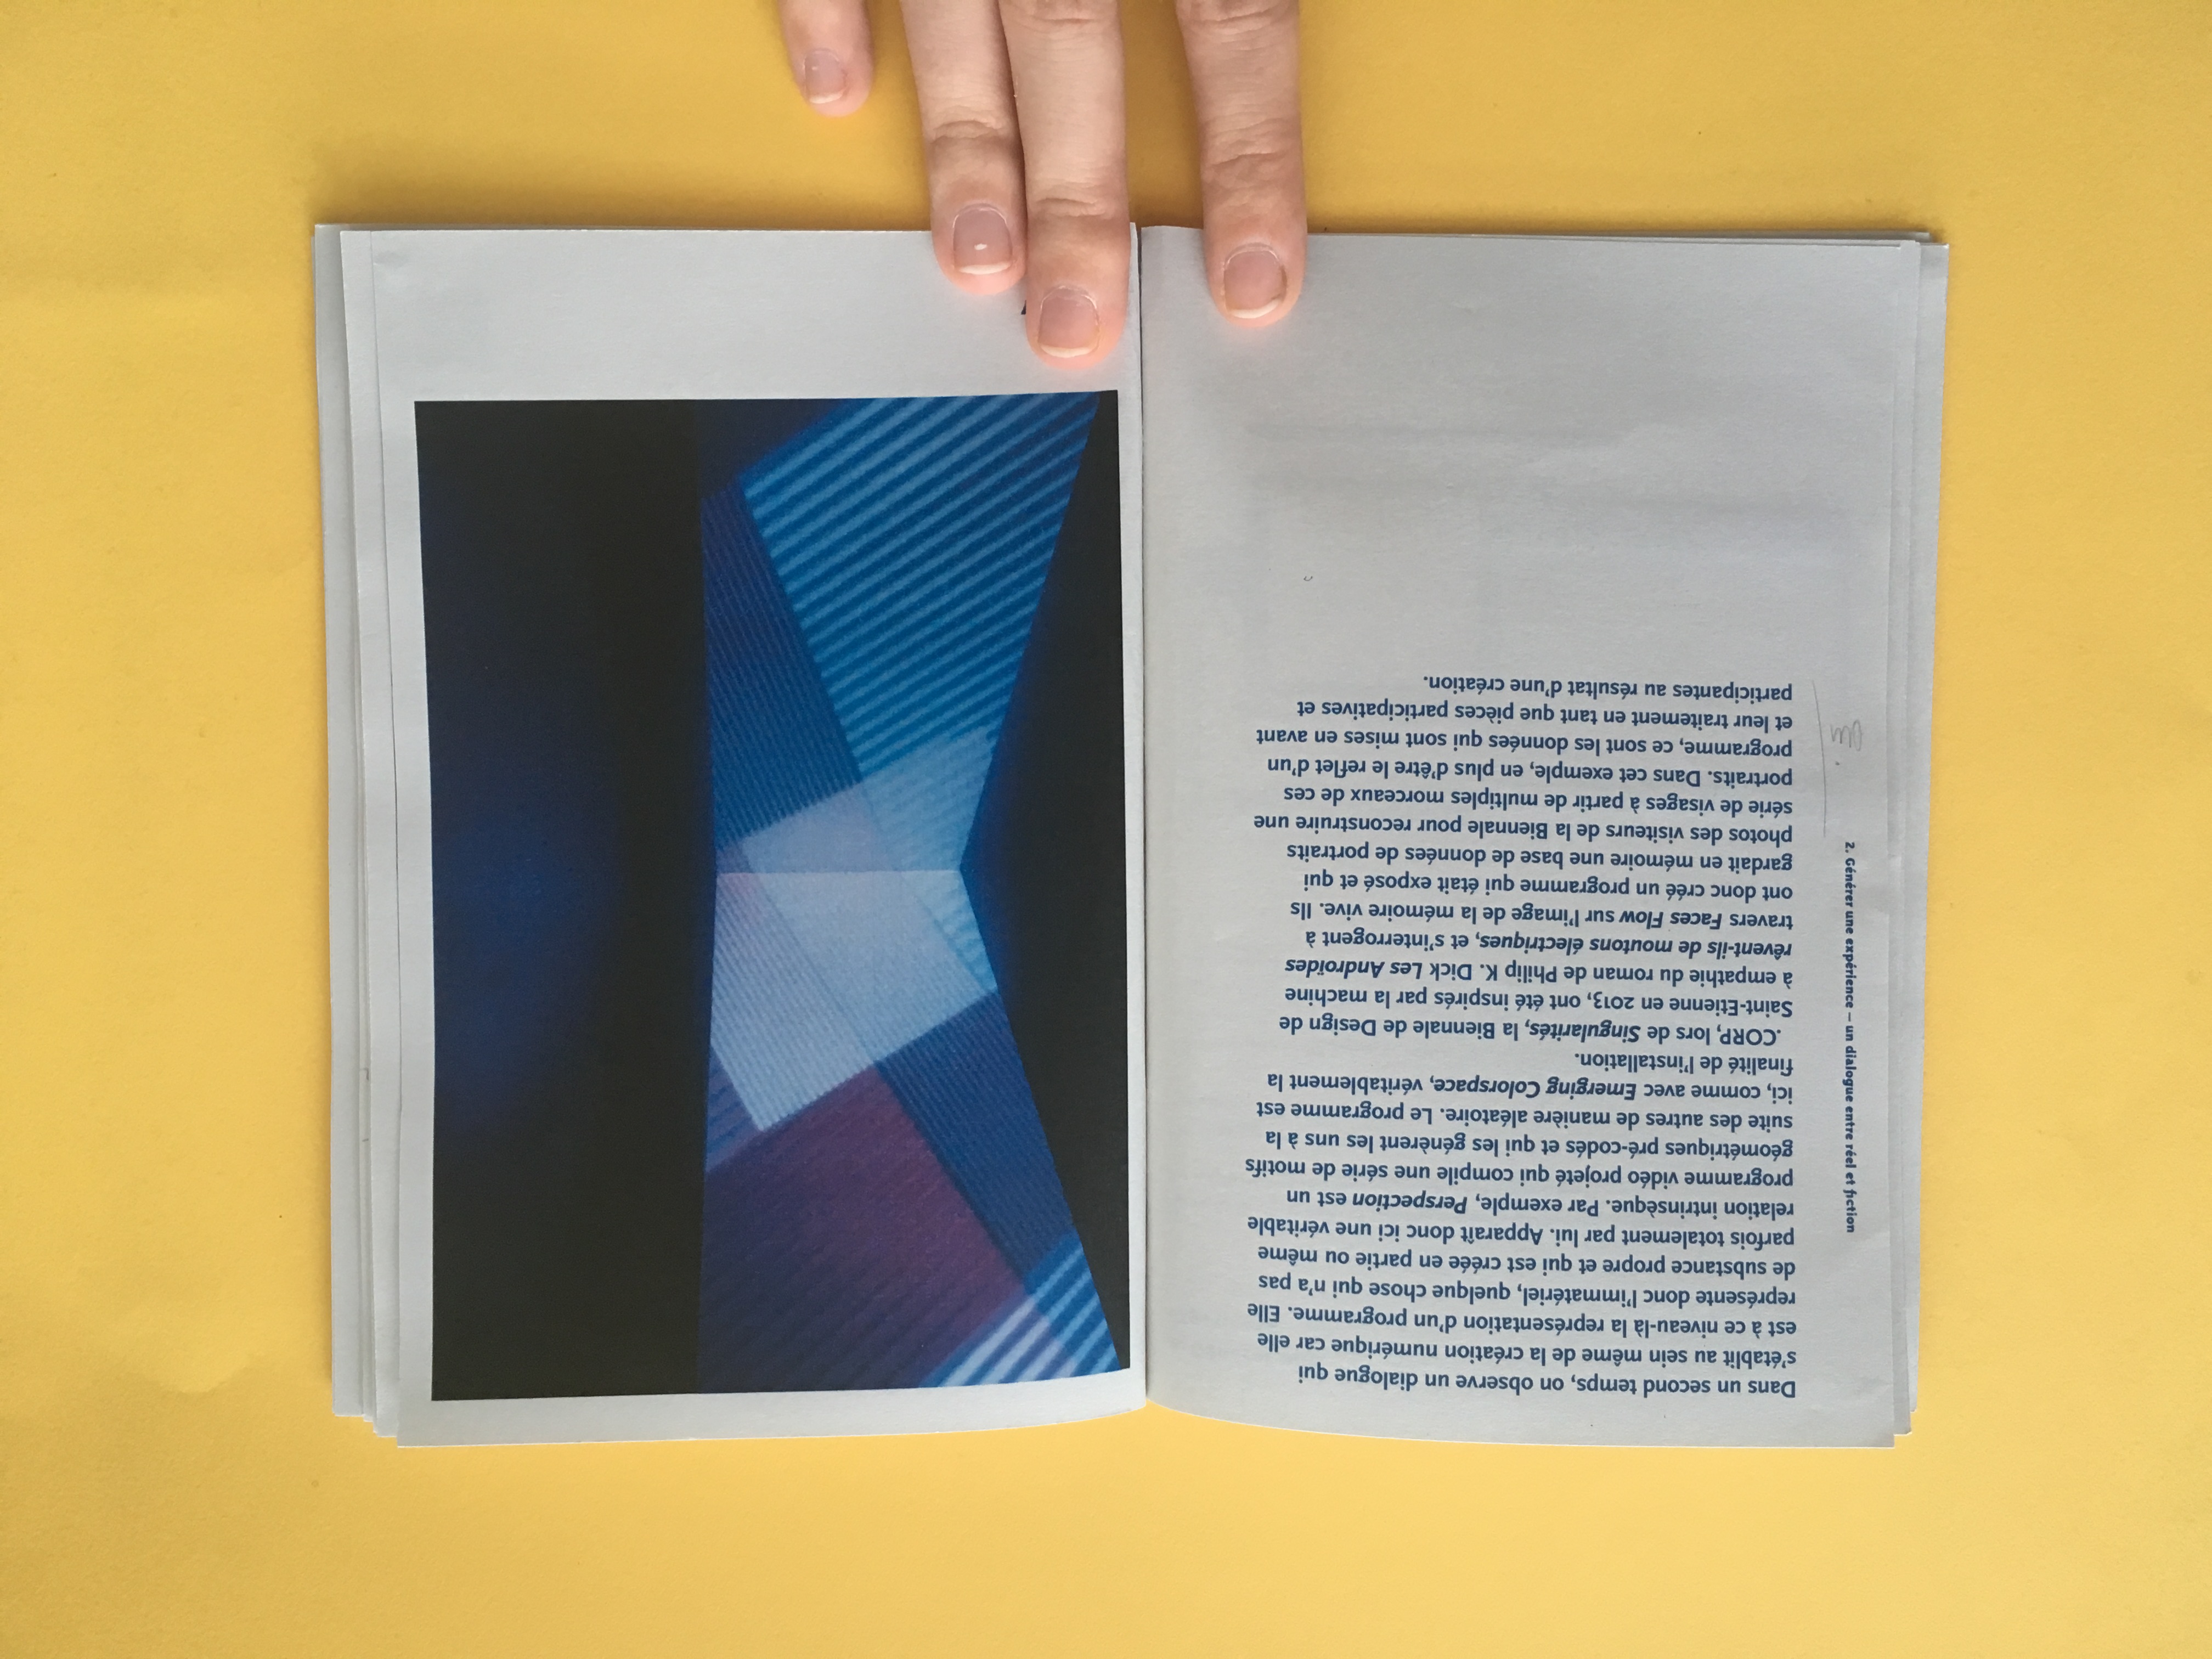 Dans un second temps, on observe un dialogue qui
s'établit au sein même de la création numérique car elle
est à ce niveau-là la représentation d'un programme. Elle
représente donc l'immatériel, quelque chose qui n'a pas
de substance propre et qui est créée en partie ou même
parfois totalement par lui. Apparaît donc ici une véritable
relation intrinsèque. Par exemple, Perspection est un
programme vidéo projeté qui compile une série de motifs
géométriques pré-codés et qui les génèrent les uns à la
suite des autres de manière aléatoire. Le programme est
ici, comme avec Emerging Colorspace, véritablement la
finalité de l'installation.
.CORP, lors de Singularités, la Biennale de Design de
Saint-Etienne en 2013, ont été inspirés par la machine
à empathie du roman de Philip K. Dick Les Androïdes
rêvent-ils de moutons électriques, et s'interrogent à
travers Faces Flow sur l'image de la mémoire vive. Ils
ont donc créé un programme qui était exposé et qui
gardait en mémoire une base de données de portraits
photos des visiteurs de la Biennale pour reconstruire une
série de visages à partir de multiples morceaux de ces
portraits. Dans cet exemple, en plus d'être le reflet d'un
programme, ce sont les données qui sont mises en avant
et leur traitement en tant que pièces participatives et
participantes au résultat d'une création.
2. Générer une expérience – un dialogue entre réel et fiction